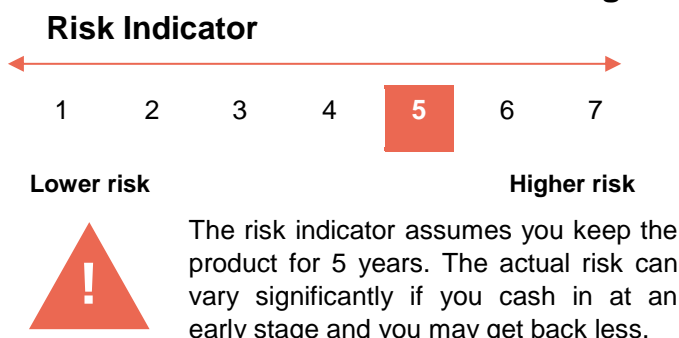 Risk Indicator
1 2 3 4 5 6 7
Lower risk Higher risk
!
The risk indicator assumes you keep the
product for 5 years. The actual risk can
vary significantly if you cash in at an
early stage and you may get back less.